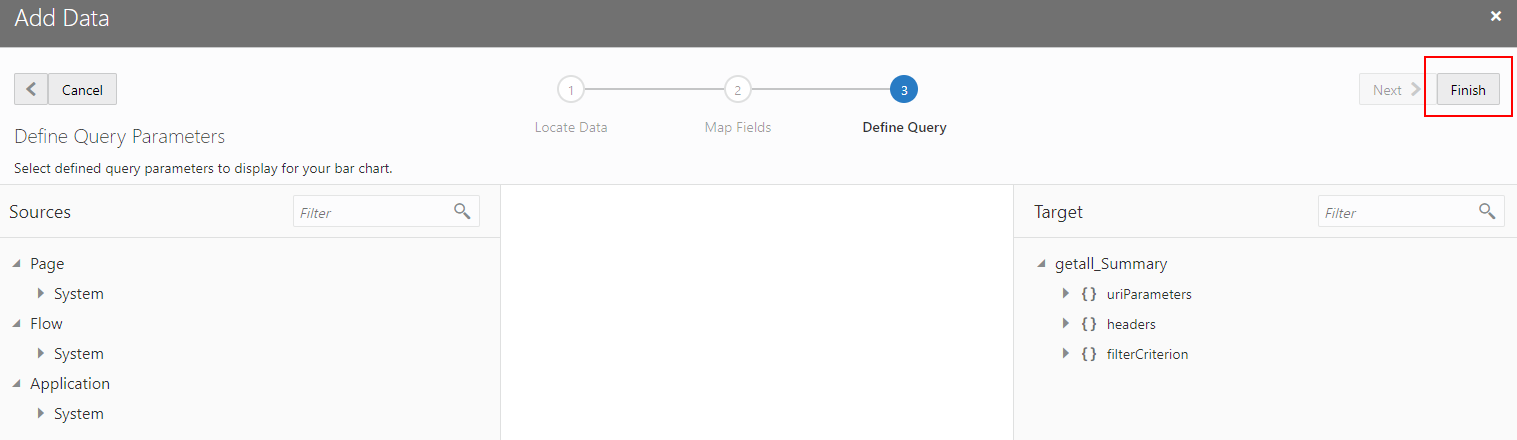 Add Data
Cancel
1
2
3
Next
Finish
Locate Data
Map Fields
Define Query
Define Query Parameters
Select defined query parameters to display for your bar chart.
Sources
Filter
Target
Filter
Page
System
Flow
System
Application
System
getall_Summary
{} uriParameters
{} headers
{} filterCriterion